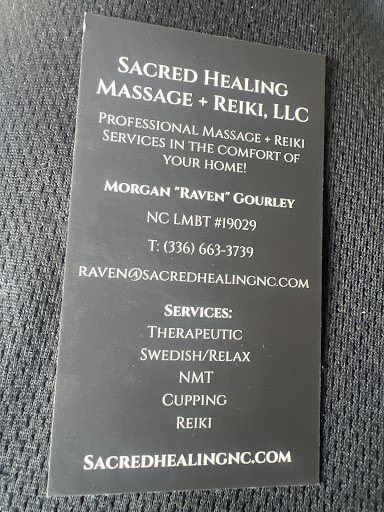 Sacred Healing
Massage + Reiki, LLC
Professional Massage + Reiki
Services in the comfort of
your home!
Morgan "Raven" Gourley
NC LMBT #19029
T: (336) 663-3739
raven@sacredhealingnc.com
Services:
Therapeutic
Swedish/Relax
NMT
Cupping
Reiki
Sacredhealingnc.com